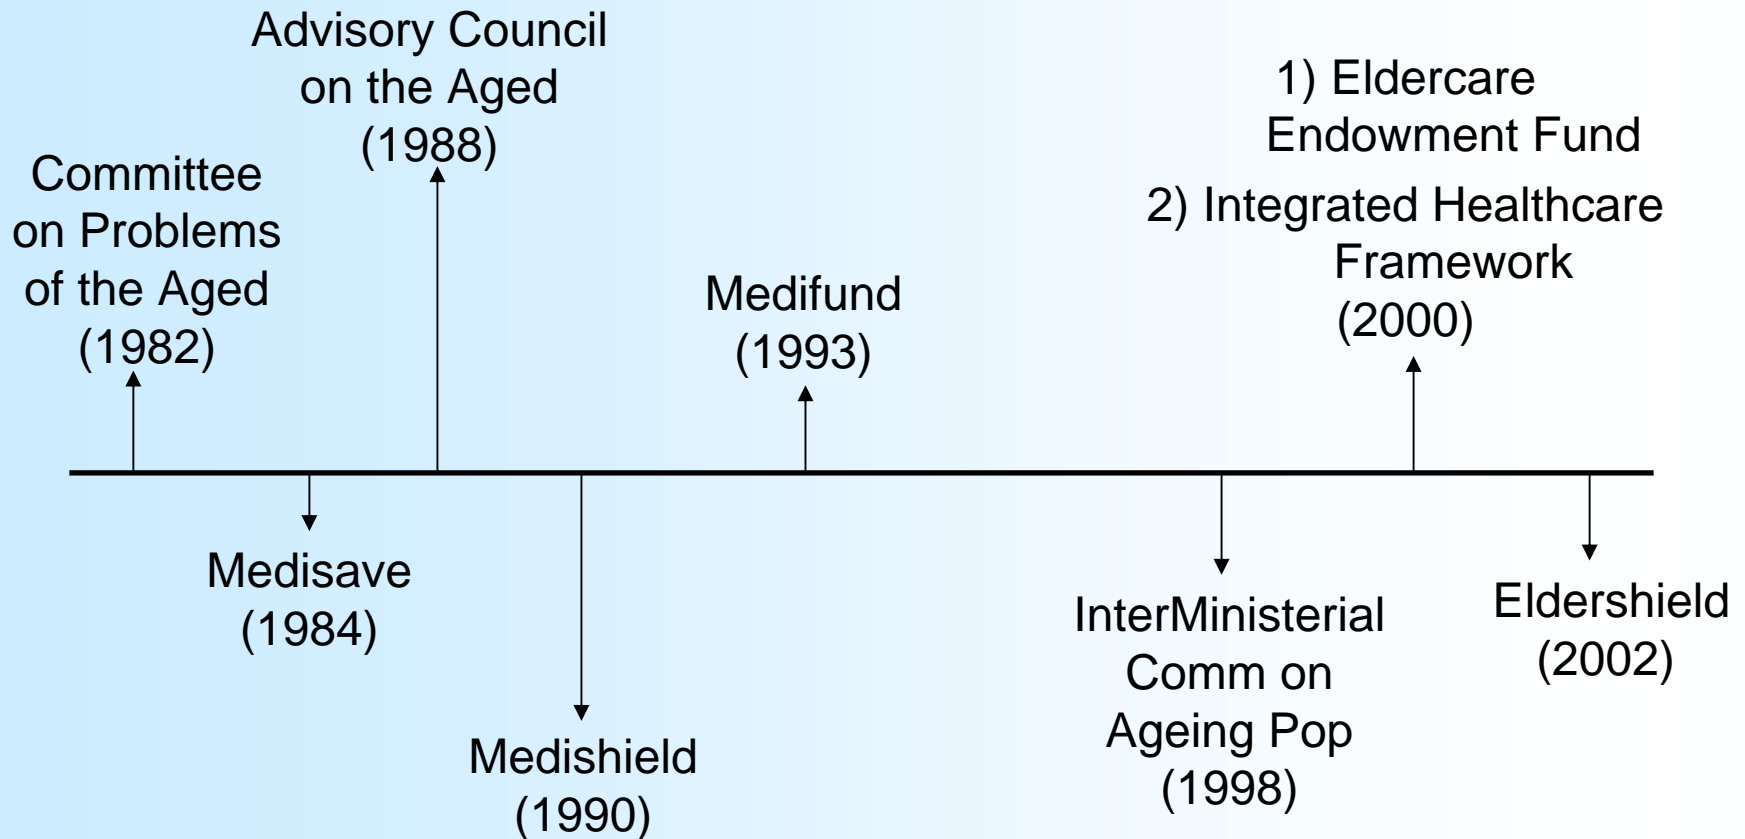 Advisory Council
on the Aged
(1988)
1) Eldercare
Endowment Fund
2) Integrated Healthcare
Framework
(2000)
Committee
on Problems
of the Aged
(1982)
Medifund
(1993)
Medisave
(1984)
Medishield
(1990)
InterMinisterial
Comm on
Ageing Pop
(1998)
Eldershield
(2002)